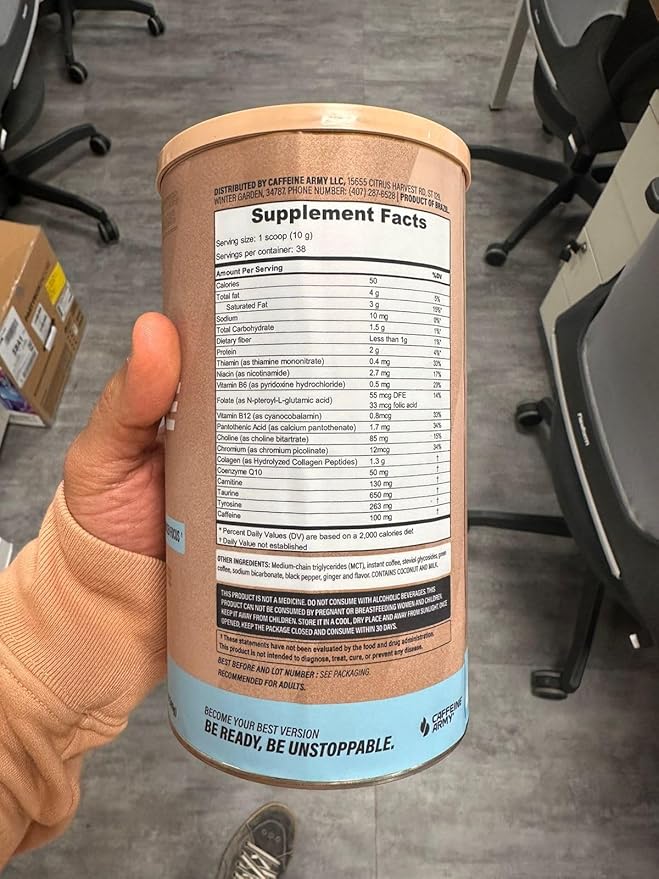 DISTRIBUTED BY CAFFEINE ARMY LLC, 15655 CITRUS HARVEST RD, ST 129,
WINTER GARDEN, 34787. PHONE NUMBER: (407) 287-6528 | PRODUCT OF BRAZIL
Supplement Facts
Serving size: 1 scoop (10 g)
Servings per container: 38
Amount Per Serving %DV
Calories 50
Total fat 4 g 5%
Saturated Fat 3 g 15%*
Sodium 10 mg 0%*
Total Carbohydrate 1.5 g 1%*
Dietary fiber Less than 1g 1%*
Protein 2 g 4%*
Thiamin (as thiamine mononitrate) 0.4 mg 33%
Niacin (as nicotinamide) 2.7 mg 17%
Vitamin B6 (as pyridoxine hydrochloride) 0.5 mg 29%
Folate (as N-pteroyl-L-glutamic acid) 55 mcg DFE 14%
33 mcg folic acid
Vitamin B12 (as cyanocobalamin) 0.8mcg 33%
Pantothenic Acid (as calcium pantothenate) 1.7 mg 34%
Choline (as choline bitartrate) 85 mg 15%
Chromium (as chromium picolinate) 12mcg 34%
Colagen (as Hydrolyzed Collagen Peptides) 1.3 g †
Coenzyme Q10 50 mg †
Carnitine 130 mg †
Taurine 650 mg †
Tyrosine 263 mg †
Caffeine 100 mg †
* Percent Daily Values (DV) are based on a 2,000 calories diet
† Daily Value not established
OTHER INGREDIENTS: Medium-chain triglycerides (MCT), instant coffee, steviol glycosides, green
coffee, sodium bicarbonate, black pepper, ginger and flavor. CONTAINS COCONUT AND MILK.
THIS PRODUCT IS NOT A MEDICINE. DO NOT CONSUME WITH ALCOHOLIC BEVERAGES. THIS
PRODUCT CAN NOT BE CONSUMED BY PREGNANT OR BREASTFEEDING WOMEN AND CHILDREN.
KEEP IT AWAY FROM CHILDREN. STORE IT IN A COOL, DRY PLACE AND AWAY FROM SUNLIGHT. ONCE
OPENED, KEEP THE PACKAGE CLOSED AND CONSUME WITHIN 30 DAYS.
† These statements have not been evaluated by the food and drug administration.
This product is not intended to diagnose, treat, cure, or prevent any disease.
BEST BEFORE AND LOT NUMBER: SEE PACKAGING.
RECOMMENDED FOR ADULTS.
BECOME YOUR BEST VERSION
BE READY, BE UNSTOPPABLE.
CAFFEINE
ARMY